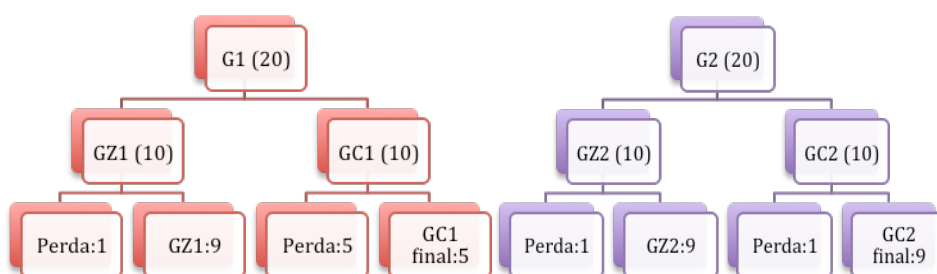 G1 (20)
G2 (20)
GZ1 (10)
GC1 (10)
GZ2 (10)
GC2 (10)
Perda:1
GZ1:9
Perda:5
GC1
final:5
Perda:1
GZ2:9
Perda:1
GC2
final:9